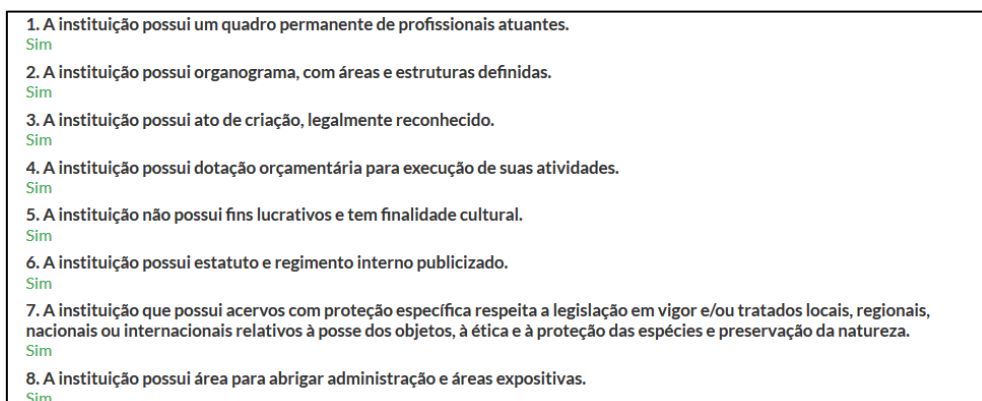 1. A instituição possui um quadro permanente de profissionais atuantes.
Sim
2. A instituição possui organograma, com áreas e estruturas definidas.
Sim
3. A instituição possui ato de criação, legalmente reconhecido.
Sim
4. A instituição possui dotação orçamentária para execução de suas atividades.
Sim
5. A instituição não possui fins lucrativos e tem finalidade cultural.
Sim
6. A instituição possui estatuto e regimento interno publicizado.
Sim
7. A instituição que possui acervos com proteção específica respeita a legislação em vigor e/ou tratados locais, regionais,
nacionais ou internacionais relativos à posse dos objetos, à ética e à proteção das espécies e preservação da natureza.
Sim
8. A instituição possui área para abrigar administração e áreas expositivas.
Sim